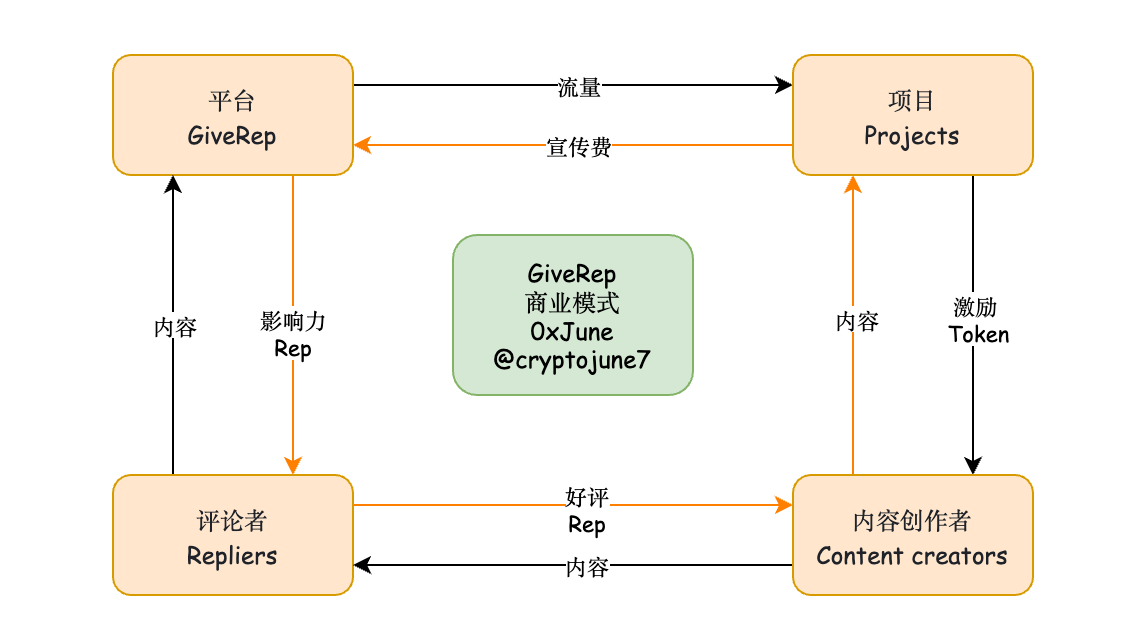 平台
GiveRep
流量
宣传费
项目
Projects
GiveRep
商业模式
0xJune
@cryptojune7
内容
影响力
Rep
内容
激励
Token
评论者
Repliers
好评
Rep
内容
内容创作者
Content creators